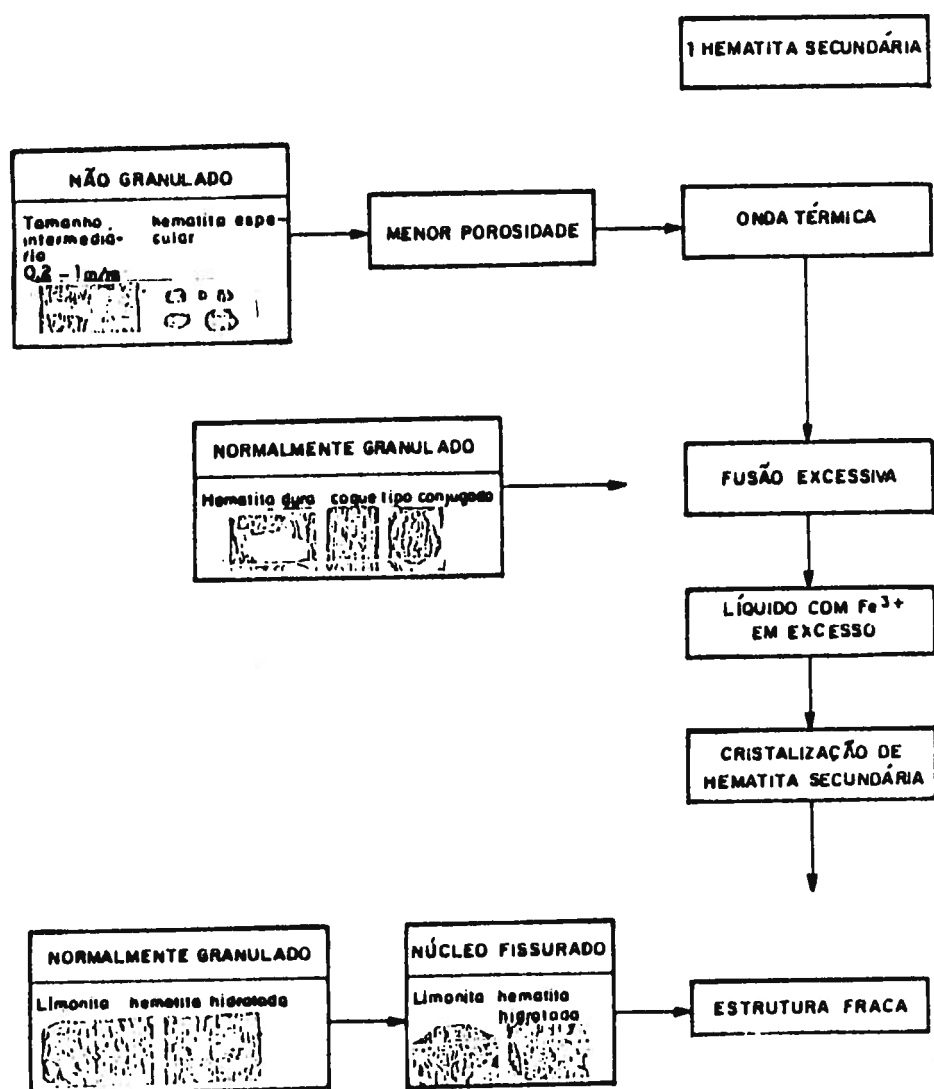 1 HEMATITA SECUNDÁRIA
NÃO GRANULADO
Tamanho hematita espe-
intermediá- cular
ria
0,2 - 1 m/m
MENOR POROSIDADE
ONDA TÉRMICA
NORMALMENTE GRANULADO
Hematita dura coque tipo conjugado
FUSÃO EXCESSIVA
LÍQUIDO COM Fe³⁺
EM EXCESSO
CRISTALIZAÇÃO DE
HEMATITA SECUNDÁRIA
NORMALMENTE GRANULADO
Limonita hematita hidratada
NÚCLEO FISSURADO
Limonita hematita
hidratada
ESTRUTURA FRACA